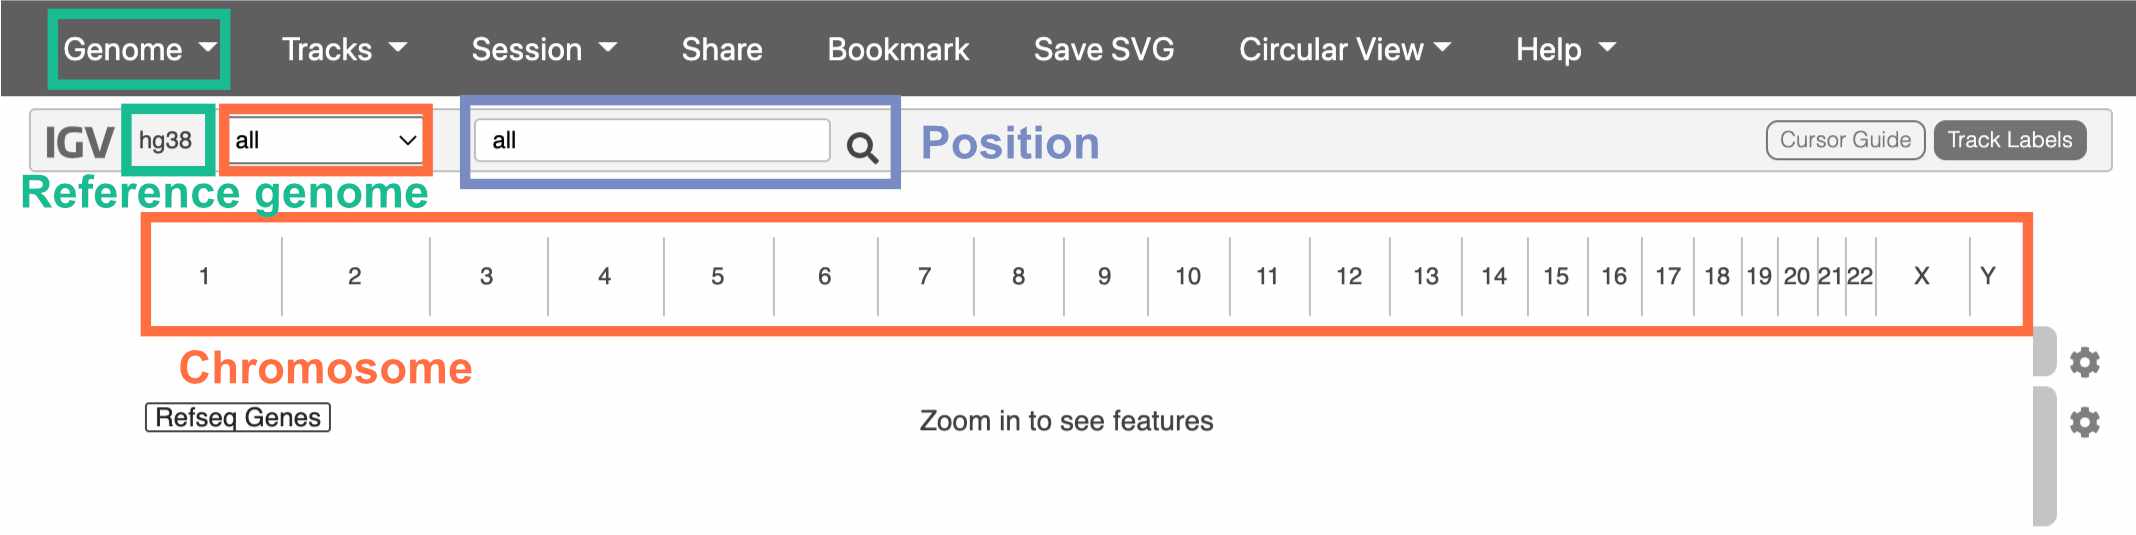 Genome Tracks Session Share Bookmark Save SVG Circular View Help
IGV hg38 all all Position Cursor Guide Track Labels
Reference genome
1 2 3 4 5 6 7 8 9 10 11 12 13 14 15 16 17 18 19 20 21 22 X Y
Chromosome
Refseq Genes Zoom in to see features